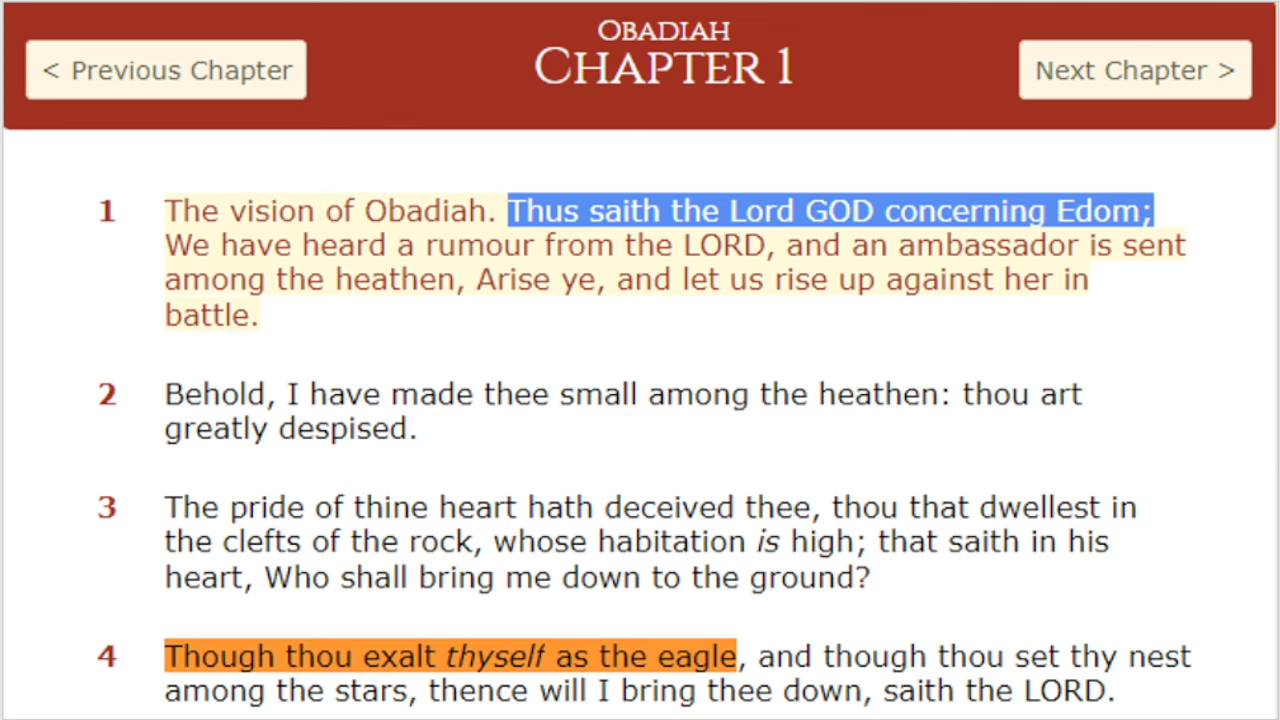 OBADIAH
< Previous Chapter CHAPTER 1 Next Chapter >
1 The vision of Obadiah. Thus saith the Lord GOD concerning Edom;
We have heard a rumour from the LORD, and an ambassador is sent
among the heathen, Arise ye, and let us rise up against her in
battle.
2 Behold, I have made thee small among the heathen: thou art
greatly despised.
3 The pride of thine heart hath deceived thee, thou that dwellest in
the clefts of the rock, whose habitation is high; that saith in his
heart, Who shall bring me down to the ground?
4 Though thou exalt thyself as the eagle, and though thou set thy nest
among the stars, thence will I bring thee down, saith the LORD.